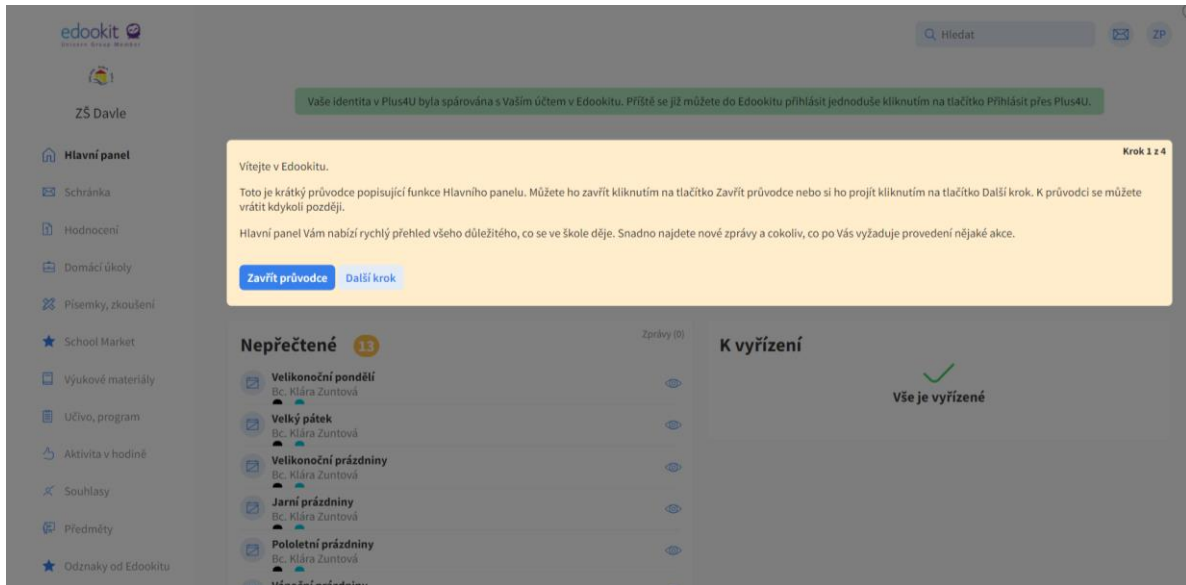 edookit
Unicorn Group Member
ZŠ Davle
Hlavní panel
Schránka
Hodnocení
Domácí úkoly
Písemky, zkoušení
School Market
Výukové materiály
Učivo, program
Aktivita v hodině
Souhlasy
Předměty
Odznaky od Edookitu
Hledat
ZP
Vaše identita v Plus4U byla spárována s Vaším účtem v Edookitu. Příště se již můžete do Edookitu přihlásit jednoduše kliknutím na tlačítko Přihlásit přes Plus4U.
Krok 1 z 4
Vítejte v Edookitu.
Toto je krátký průvodce popisující funkce Hlavního panelu. Můžete ho zavřít kliknutím na tlačítko Zavřít průvodce nebo si ho projít kliknutím na tlačítko Další krok. K průvodci se můžete
vrátit kdykoli později.
Hlavní panel Vám nabízí rychlý přehled všeho důležitého, co se ve škole děje. Snadno najdete nové zprávy a cokoliv, co po Vás vyžaduje provedení nějaké akce.
Zavřít průvodce
Další krok
Nepřečtené 13
Zprávy (0)
Velikonoční pondělí
Bc. Klára Zuntová
Velký pátek
Bc. Klára Zuntová
Velikonoční prázdniny
Bc. Klára Zuntová
Jarní prázdniny
Bc. Klára Zuntová
Pololetní prázdniny
Bc. Klára Zuntová
Vánoční prázdniny
K vyřízení
Vše je vyřízené